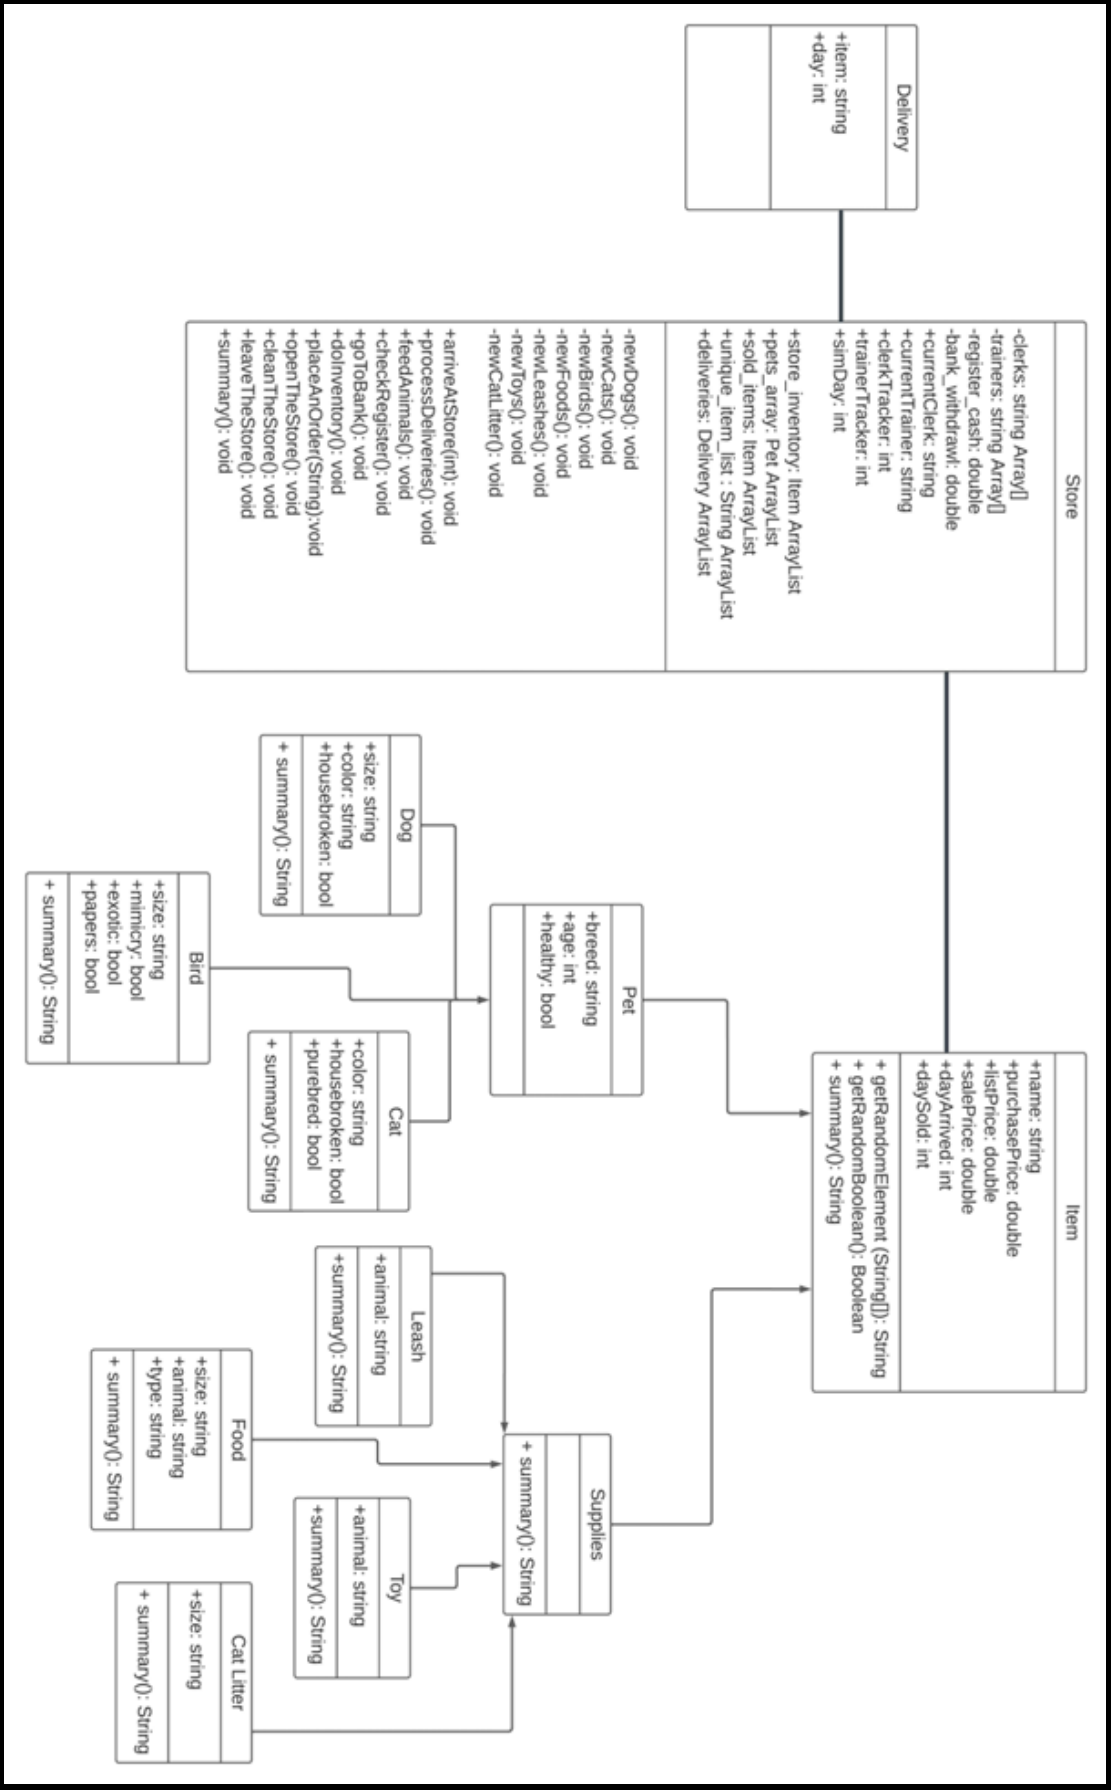 Delivery
+item: string
+day: int
Store
-clerks: string Array[]
-trainers: string Array[]
-register_cash: double
-bank_withdrawl: double
+currentClerk: string
+currentTrainer: string
+clerkTracker: int
+trainerTracker: int
+simDay: int
+store_inventory: Item ArrayList
+pets_array: Pet ArrayList
+sold_items: Item ArrayList
+unique_item_list : String ArrayList
+deliveries: Delivery ArrayList
-newDogs(): void
-newCats(): void
-newBirds(): void
-newFoods(): void
-newLeashes(): void
-newToys(): void
-newCatLitter(): void
+arriveAtStore(int): void
+processDeliveries(): void
+feedAnimals(): void
+checkRegister(): void
+goToBank(): void
+doInventory(): void
+placeAnOrder(String):void
+openTheStore(): void
+cleanTheStore(): void
+leaveTheStore(): void
+summary(): void
Item
+name: string
+purchasePrice: double
+listPrice: double
+salePrice: double
+dayArrived: int
+daySold: int
+ getRandomElement (String[]): String
+ getRandomBoolean(): Boolean
+ summary(): String
Pet
+breed: string
+age: int
+healthy: bool
Dog
+size: string
+color: string
+housebroken: bool
+ summary(): String
Bird
+size: string
+mimicry: bool
+exotic: bool
+papers: bool
+ summary(): String
Cat
+color: string
+housebroken: bool
+purebred: bool
+ summary(): String
Supplies
+ summary(): String
Leash
+animal: string
+summary(): String
Food
+size: string
+animal: string
+type: string
+ summary(): String
Toy
+animal: string
+summary(): String
Cat Litter
+size: string
+ summary(): String